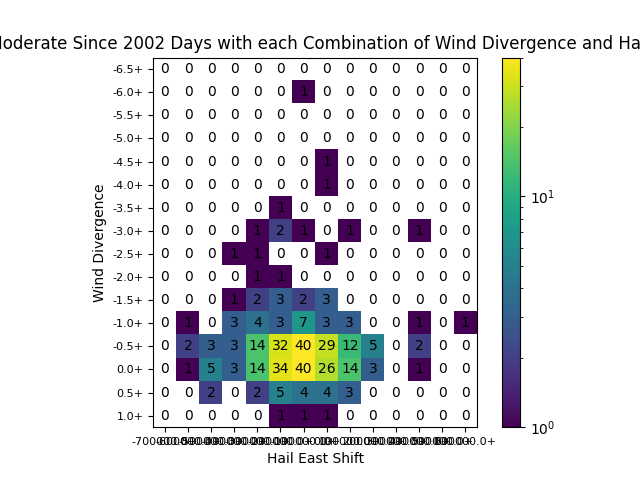 oderate Since 2002 Days with each Combination of Wind Divergence and Ha
-6.5+ 0 0 0 0 0 0 0 0 0 0 0 0 0 0
-6.0+ 0 0 0 0 0 0 1 0 0 0 0 0 0 0
-5.5+ 0 0 0 0 0 0 0 0 0 0 0 0 0 0
-5.0+ 0 0 0 0 0 0 0 0 0 0 0 0 0 0
-4.5+ 0 0 0 0 0 0 0 1 0 0 0 0 0 0
-4.0+ 0 0 0 0 0 0 0 1 0 0 0 0 0 0
-3.5+ 0 0 0 0 0 1 0 0 0 0 0 0 0 0
-3.0+ 0 0 0 0 1 2 1 0 1 0 0 1 0 0
-2.5+ 0 0 0 1 1 0 0 1 0 0 0 0 0 0
-2.0+ 0 0 0 0 1 1 0 0 0 0 0 0 0 0
-1.5+ 0 0 0 1 2 3 2 3 0 0 0 0 0 0
-1.0+ 0 1 0 3 4 3 7 3 3 0 0 1 0 1
-0.5+ 0 2 3 3 14 32 40 29 12 5 0 2 0 0
0.0+ 0 1 5 3 14 34 40 26 14 3 0 1 0 0
0.5+ 0 0 2 0 2 5 4 4 3 0 0 0 0 0
1.0+ 0 0 0 0 0 1 1 1 0 0 0 0 0 0
Wind Divergence
Hail East Shift
10¹
10⁰